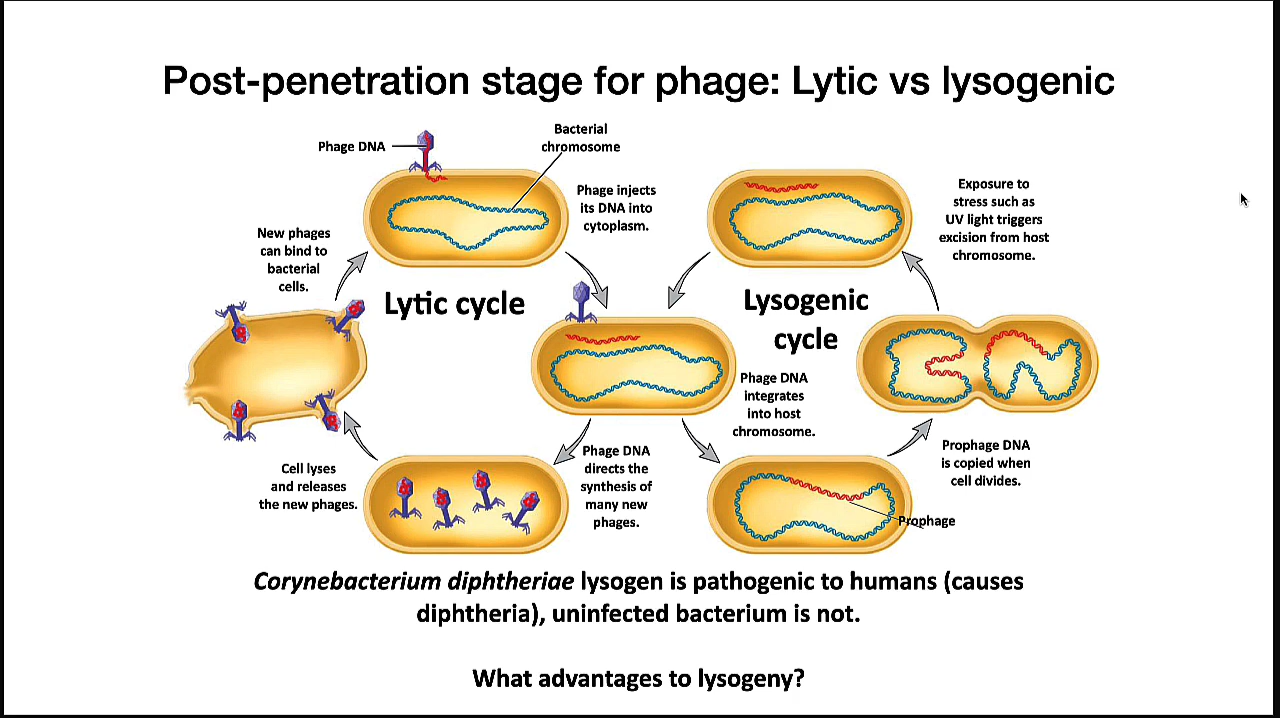 Post-penetration stage for phage: Lytic vs lysogenic
Phage DNA
Bacterial
chromosome
Phage injects
its DNA into
cytoplasm.
New phages
can bind to
bacterial
cells.
Lytic cycle
Cell lyses
and releases
the new phages.
Phage DNA
directs the
synthesis of
many new
phages.
Exposure to
stress such as
UV light triggers
excision from host
chromosome.
Lysogenic
cycle
Phage DNA
integrates
into host
chromosome.
Prophage DNA
is copied when
cell divides.
Prophage
Corynebacterium diphtheriae lysogen is pathogenic to humans (causes
diphtheria), uninfected bacterium is not.
What advantages to lysogeny?